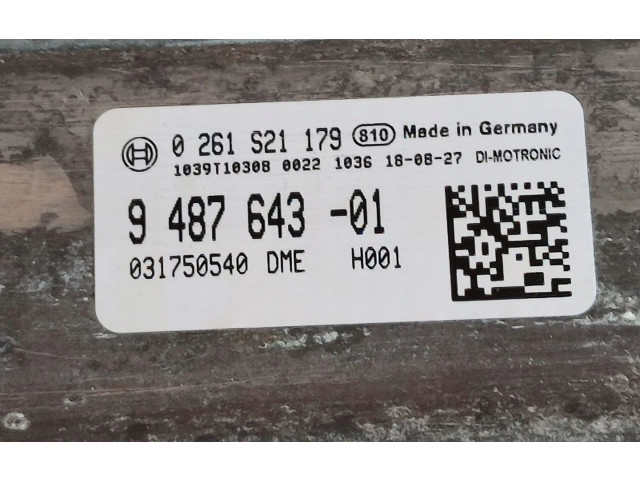 0 261 S21 179 810 Made in Germany
1039T10308 0022 1036 18-08-27 DI-MOTRONIC
9 487 643 -01
031750540 DME H001